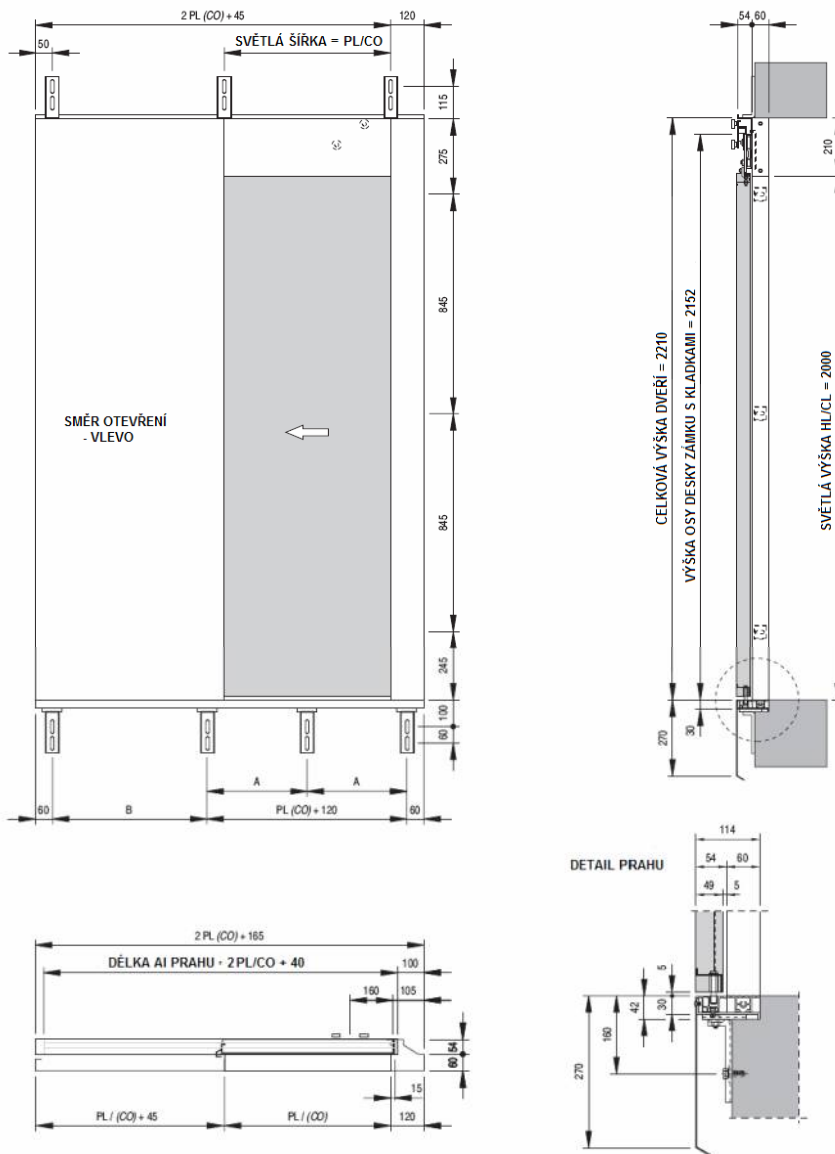 2 PL (CO) + 45
120
SVĚTLÁ ŠÍŘKA = PL/CO
50
115
275
845
SMĚR OTEVŘENÍ
- VLEVO
845
245
100
60
A
A
60
B
PL (CO) + 120
60
54
60
210
CELKOVÁ VÝŠKA DVEŘÍ = 2210
VÝŠKA OSY DESKY ZÁMKU S KLADKAMI = 2152
SVĚTLÁ VÝŠKA HL/CL = 2000
270
30
2 PL (CO) + 165
DÉLKA Al PRAHU - 2PL/CO + 40
100
160
105
54
60
15
PL / (CO) + 45
PL / (CO)
120
DETAIL PRAHU
114
54
60
49
5
5
42
30
160
270